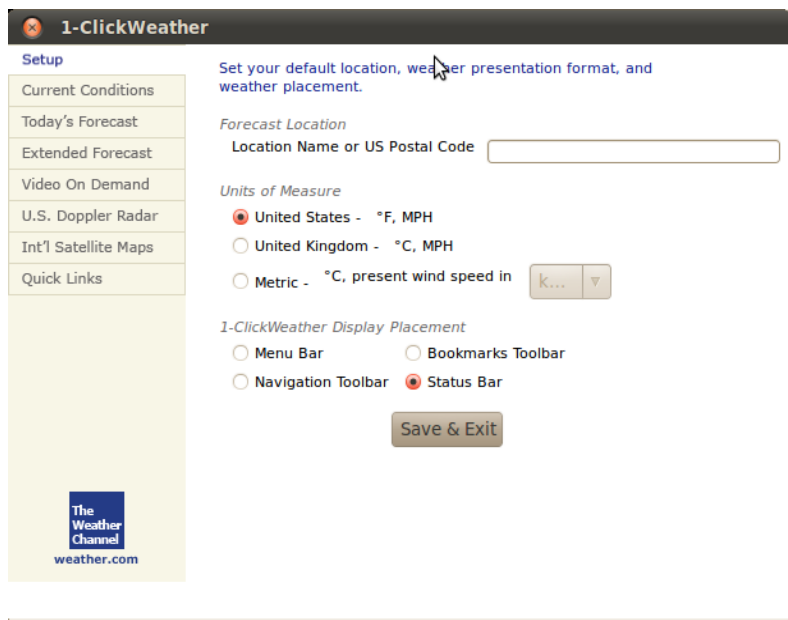 1-ClickWeather
Setup
Current Conditions
Today's Forecast
Extended Forecast
Video On Demand
U.S. Doppler Radar
Int'l Satellite Maps
Quick Links
Set your default location, weather presentation format, and
weather placement.
Forecast Location
Location Name or US Postal Code
Units of Measure
United States - °F, MPH
United Kingdom - °C, MPH
Metric - °C, present wind speed in k...
1-ClickWeather Display Placement
Menu Bar Bookmarks Toolbar
Navigation Toolbar Status Bar
Save & Exit
The
Weather
Channel
weather.com